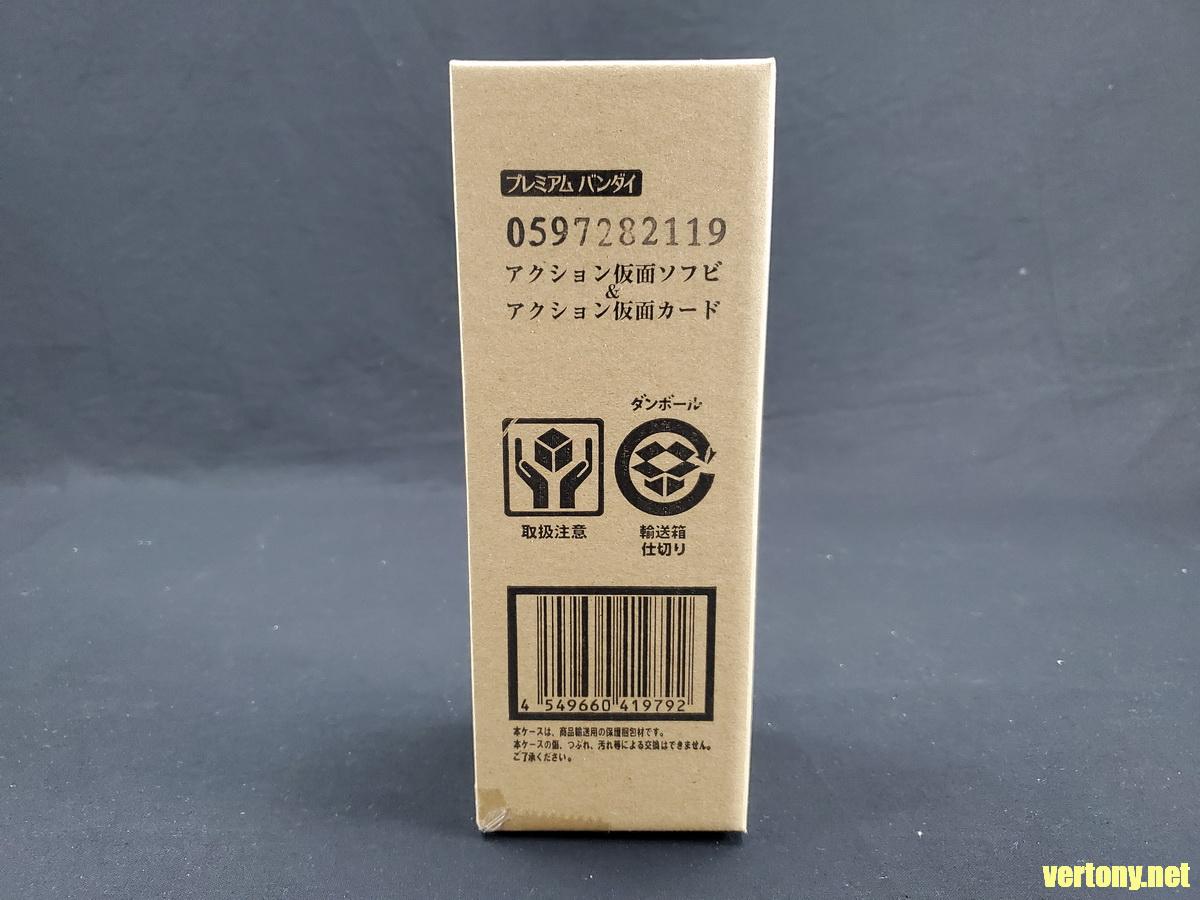 プレミアム バンダイ
0597282119
アクション仮面ソフビ
&
アクション仮面カード
ダンボール
取扱注意
輸送箱
仕切り
4 549660 419792
本ケースは、商品輸送用の保護梱包材です。
本ケースの傷、つぶれ、汚れ等による交換はできません。
ご了承ください。
vertony.net